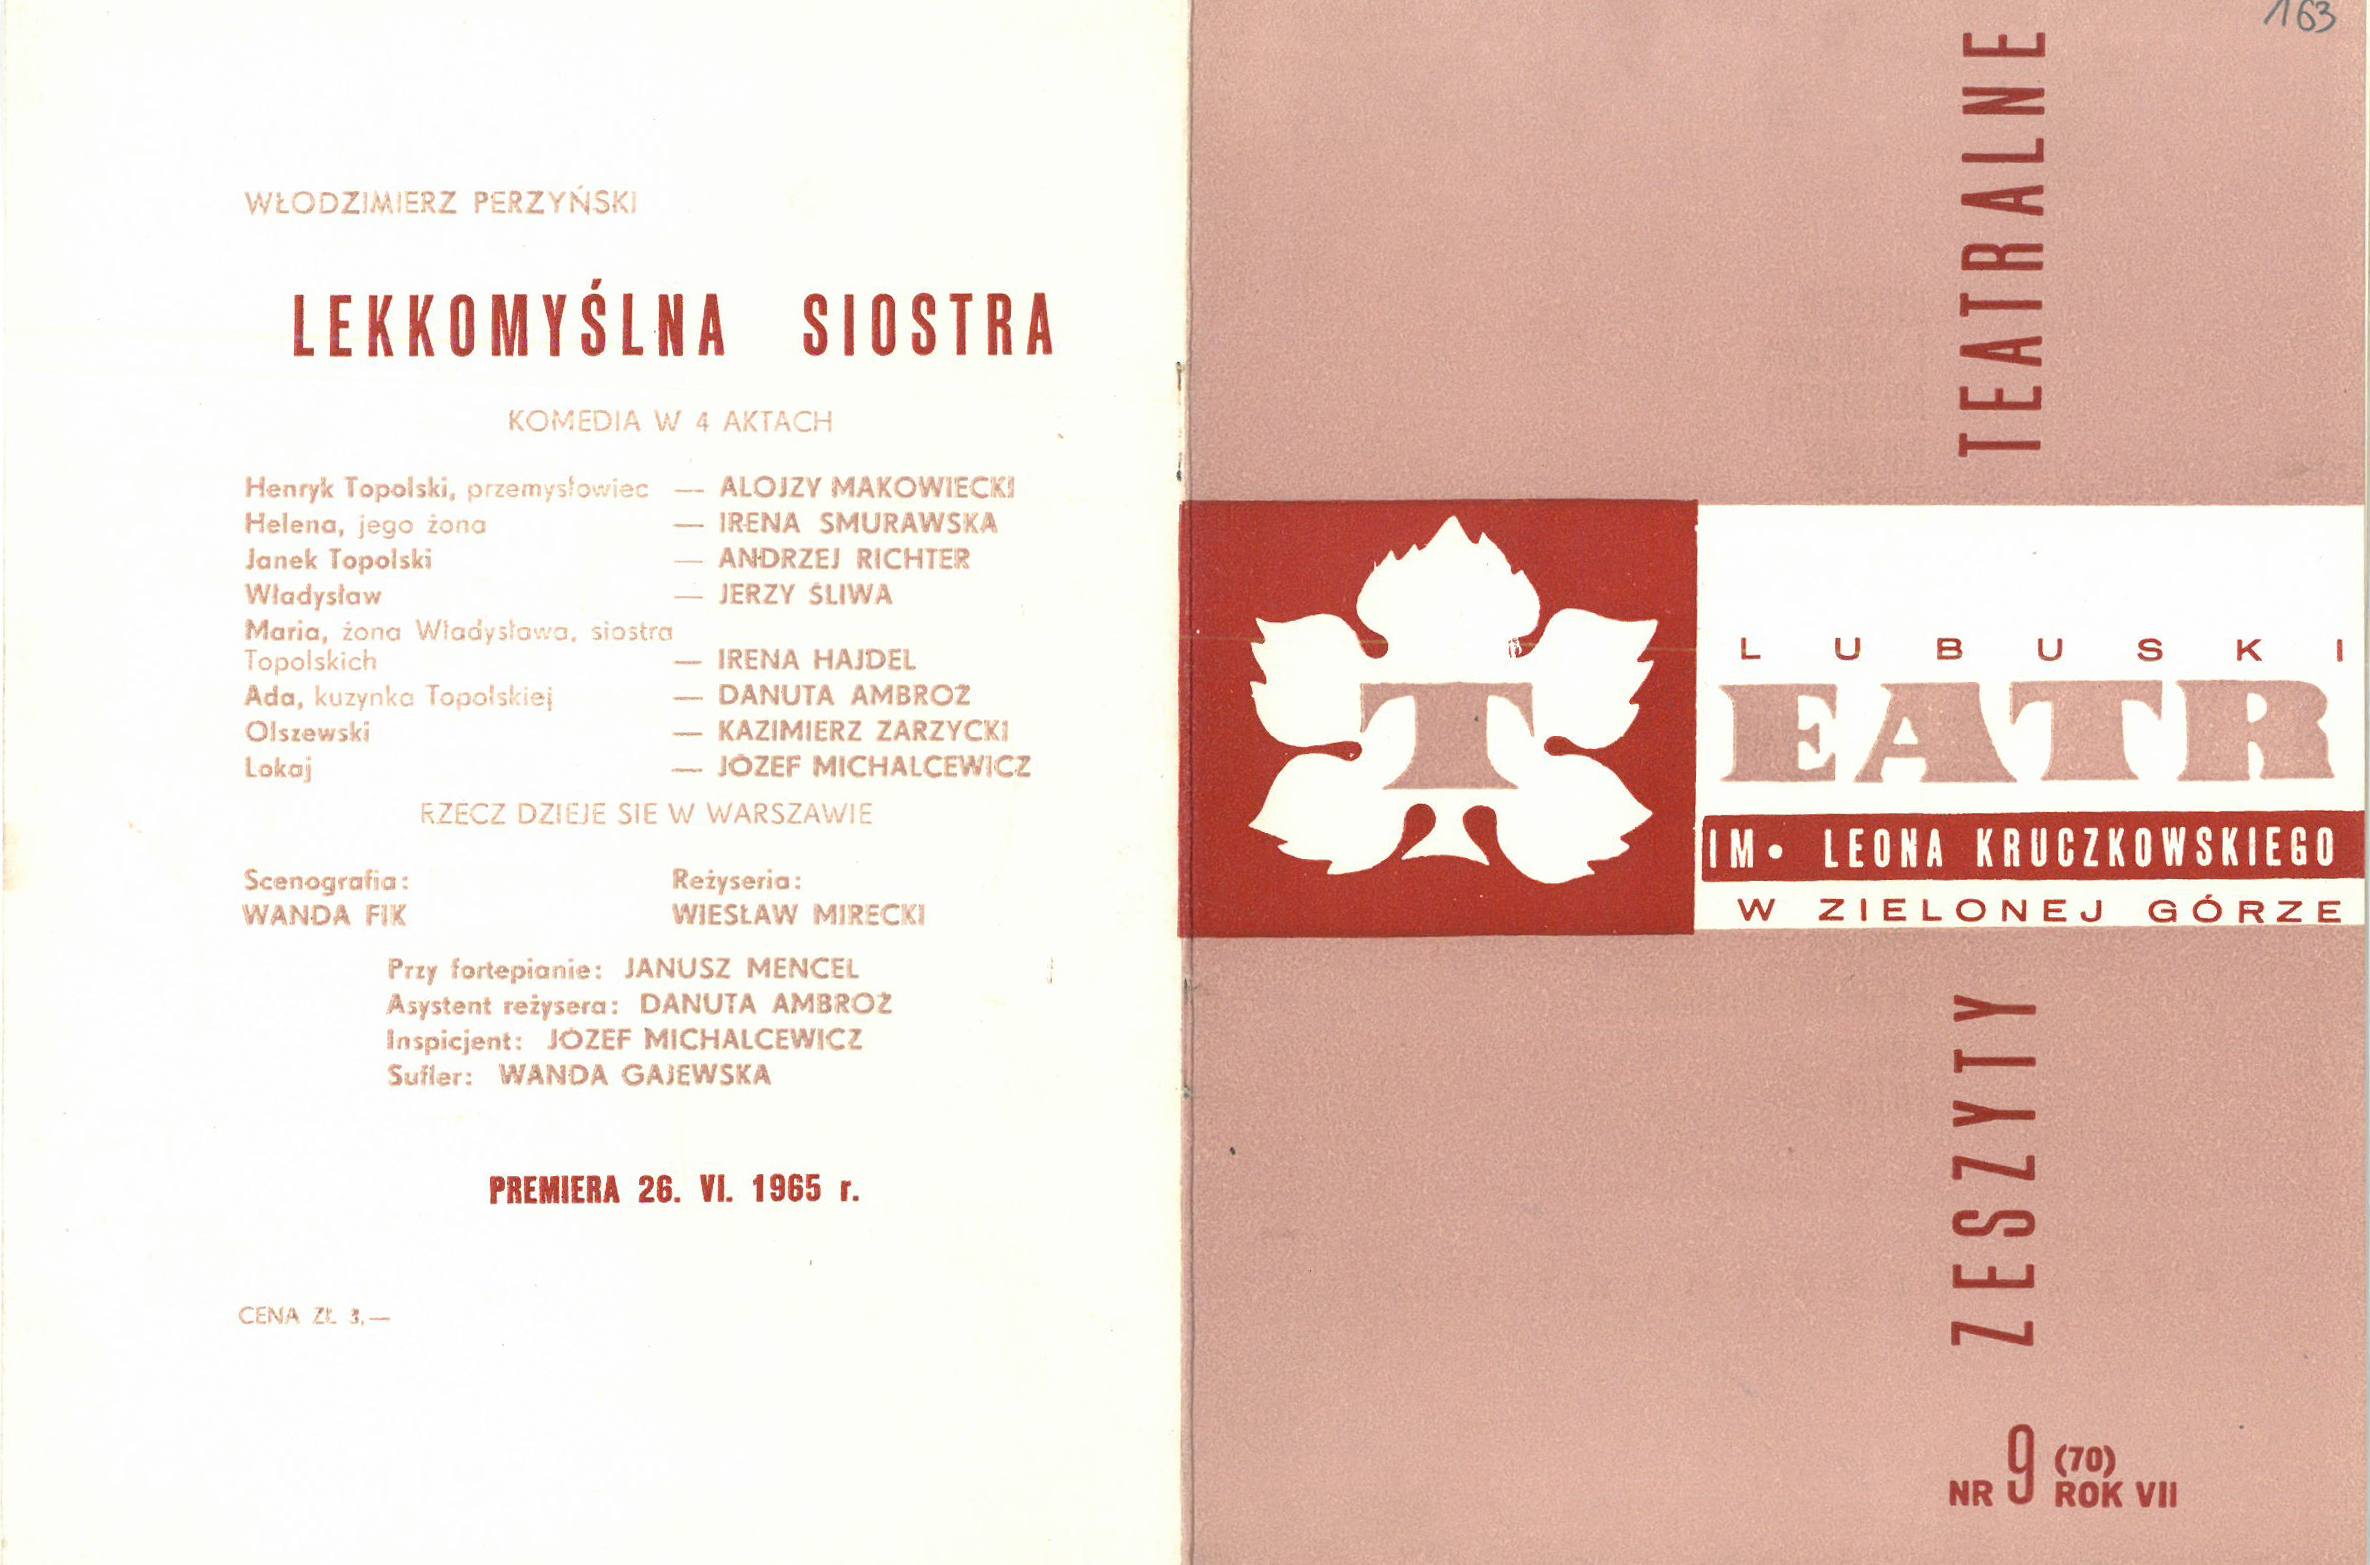 WŁODZIMIERZ PERZYŃSKI
LEKKOMYŚLNA SIOSTRA
KOMEDIA W 4 AKTACH
Henryk Topolski, przemysłowiec — ALOJZY MAKOWIECKI
Helena, jego żona — IRENA SMURAWSKA
Janek Topolski — ANDRZEJ RICHTER
Władysław — JERZY ŚLIWA
Maria, żona Władysława, siostra
Topolskich — IRENA HAJDEL
Ada, kuzynka Topolskiej — DANUTA AMBROŻ
Olszewski — KAZIMIERZ ZARZYCKI
Lokaj — JÓZEF MICHALCEWICZ
RZECZ DZIEJE SIE W WARSZAWIE
Scenografia: Reżyseria:
WANDA FIK WIESŁAW MIRECKI
Przy fortepianie: JANUSZ MENCEL
Asystent reżysera: DANUTA AMBROŻ
Inspicjent: JÓZEF MICHALCEWICZ
Sufler: WANDA GAJEWSKA
PREMIERA 26. VI. 1965 r.
CENA ZŁ 3,—
163
ZESZYTY TEATRALNE
LUBUSKI
TEATR
IM. LEONA KRUCZKOWSKIEGO
W ZIELONEJ GÓRZE
NR 9 (70)
ROK VII